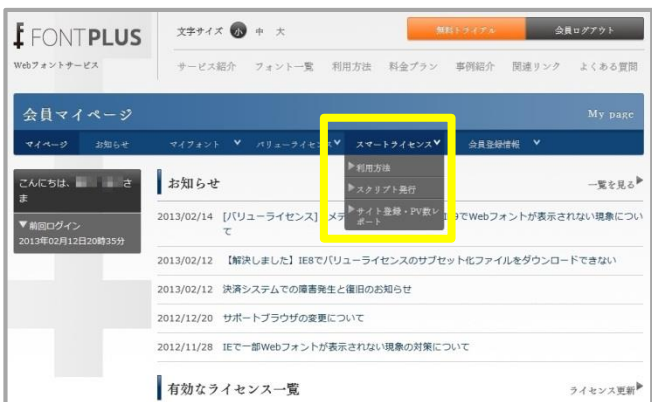 FONTPLUS
Webフォントサービス
文字サイズ 小 中 大
無料トライアル 会員ログアウト
サービス紹介 フォント一覧 利用方法 料金プラン 事例紹介 関連リンク よくある質問
会員マイページ My page
マイページ お知らせ マイフォント バリューライセンス スマートライセンス 会員登録情報
利用方法
スクリプト発行
サイト登録・PV数レ
ポート
こんにちは、 さ
ま
前回ログイン
2013年02月12日20時35分
お知らせ 一覧を見る
2013/02/14 [バリューライセンス] メデ 9でWebフォントが表示されない現象につい
て
2013/02/12 【解決しました】IE8でバリューライセンスのサブセット化ファイルをダウンロードできない
2013/02/12 決済システムでの障害発生と復旧のお知らせ
2012/12/20 サポートブラウザの変更について
2012/11/28 IEで一部Webフォントが表示されない現象の対策について
有効なライセンス一覧 ライセンス更新